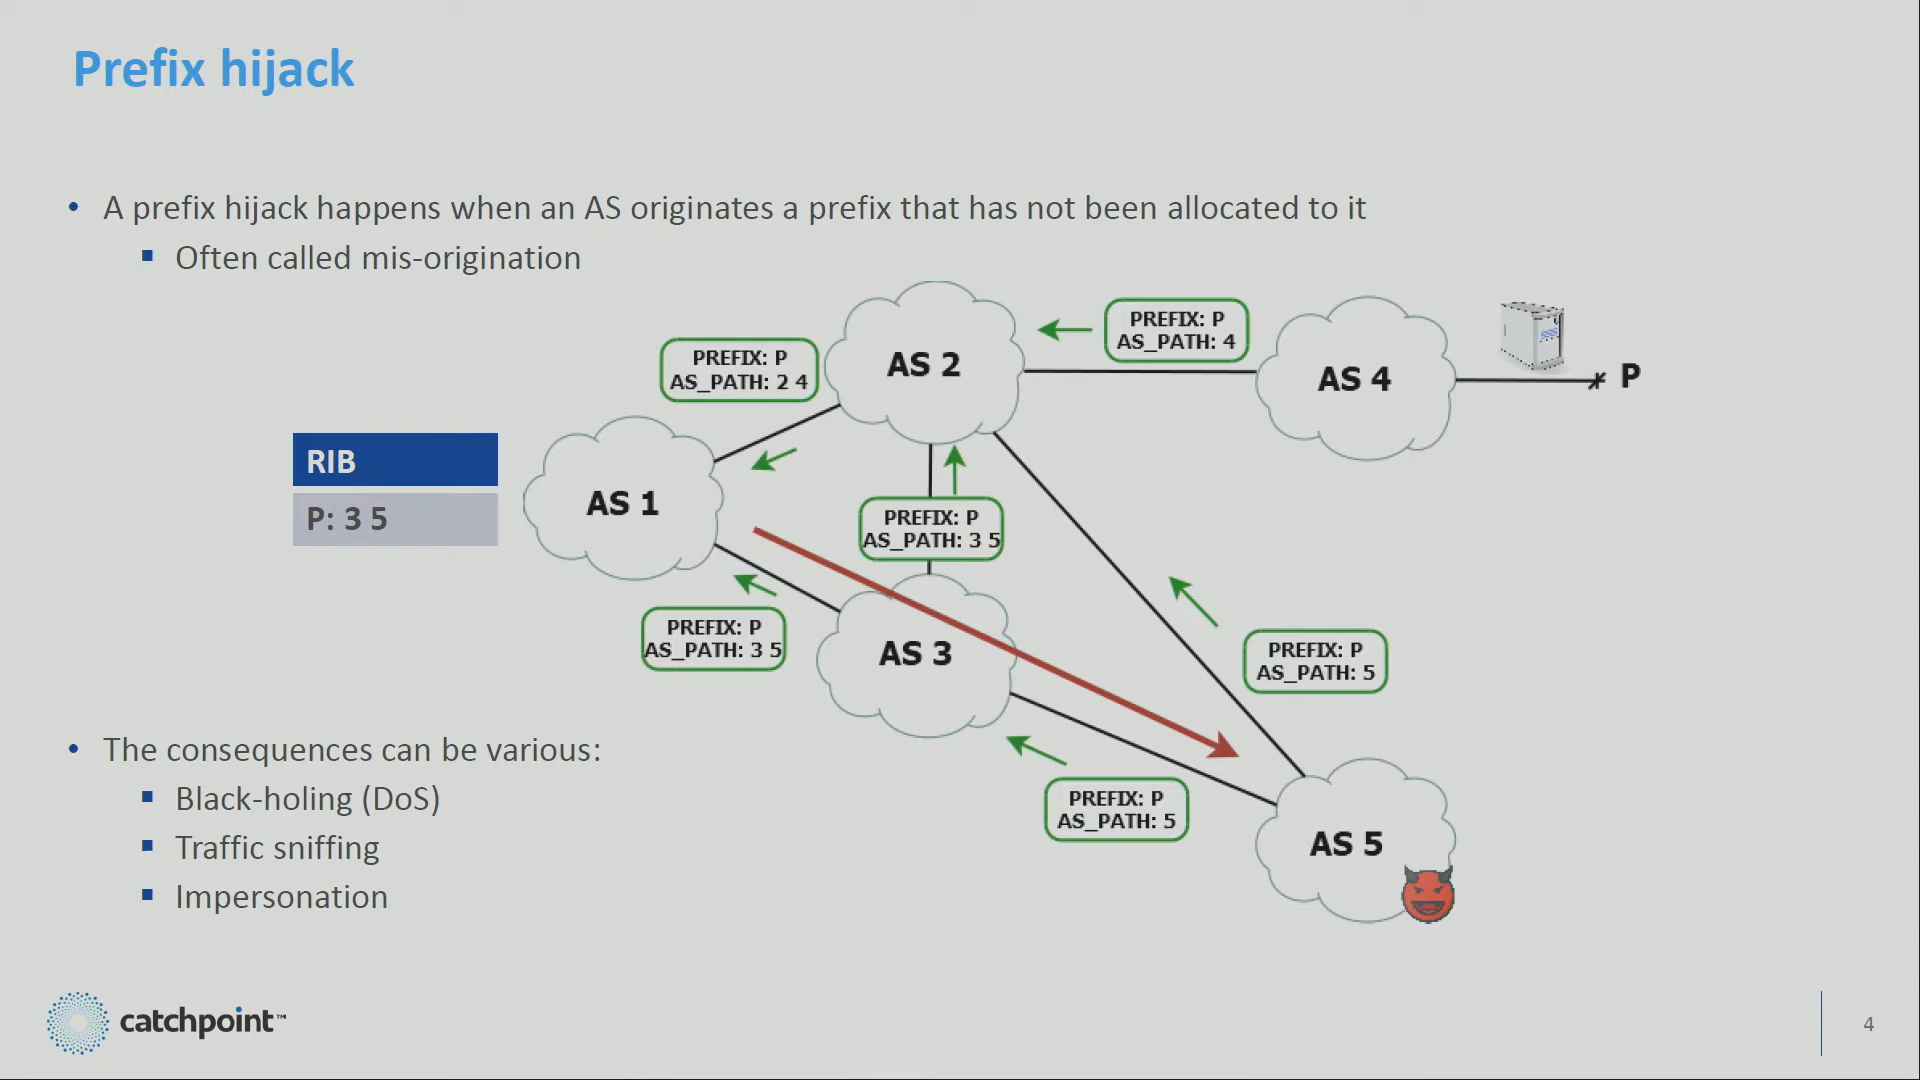 Prefix hijack
• A prefix hijack happens when an AS originates a prefix that has not been allocated to it
▪ Often called mis-origination
PREFIX: P
AS_PATH: 4
PREFIX: P
AS_PATH: 2 4
AS 2
AS 4
P
RIB
P: 3 5
AS 1
PREFIX: P
AS_PATH: 3 5
PREFIX: P
AS_PATH: 3 5
AS 3
PREFIX: P
AS_PATH: 5
PREFIX: P
AS_PATH: 5
AS 5
• The consequences can be various:
▪ Black-holing (DoS)
▪ Traffic sniffing
▪ Impersonation
catchpoint™
4